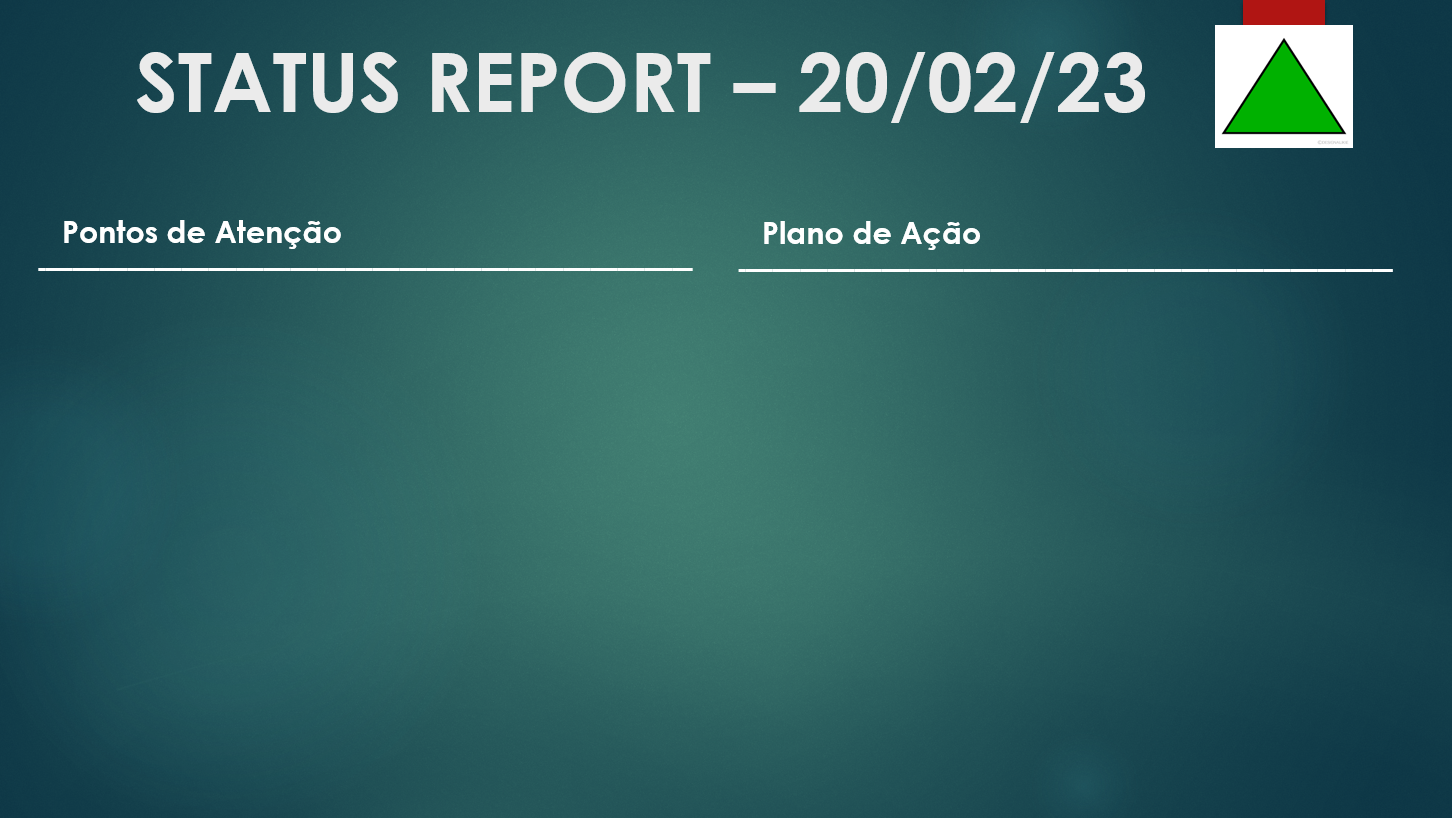 STATUS REPORT – 20/02/23
Pontos de Atenção
Plano de Ação